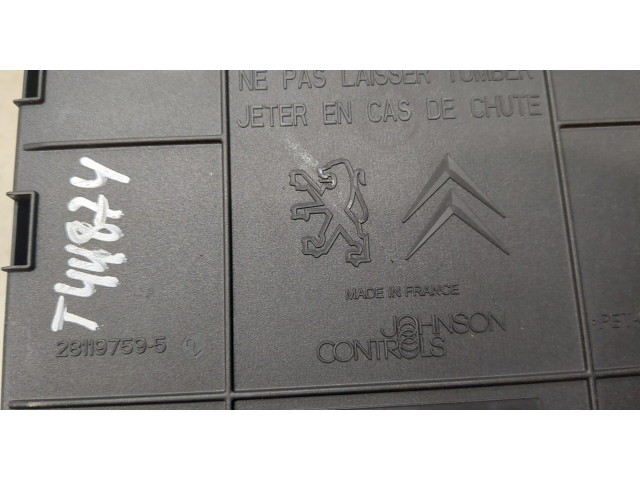 NE PAS LAISSER TOMBER
JETER EN CAS DE CHUTE
T44824
MADE IN FRANCE
JOHNSON
CONTROLS
28119759-5